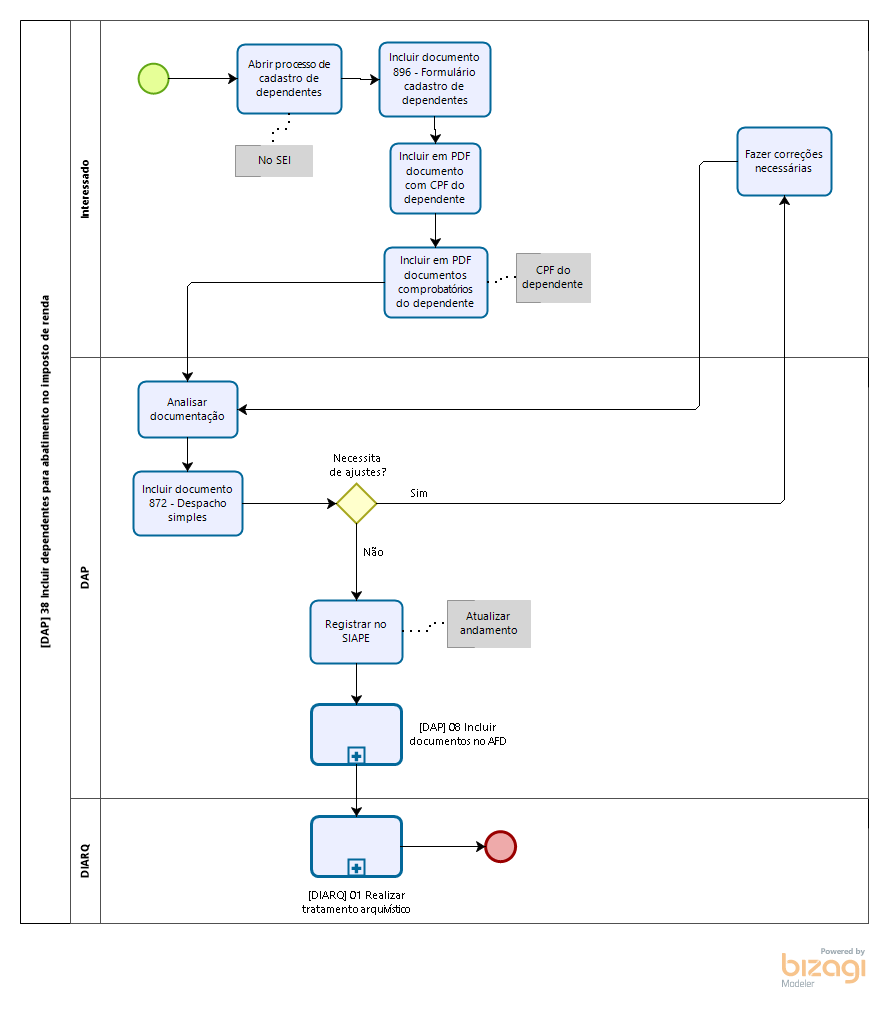 [DAP] 38 Incluir dependentes para abatimento no imposto de renda
Interessado
Abrir processo de
cadastro de
dependentes
No SEI
Incluir documento
896 - Formulário
cadastro de
dependentes
Incluir em PDF
documento
com CPF do
dependente
Incluir em PDF
documentos
comprobatórios
do dependente
CPF do
dependente
Fazer correções
necessárias
DAP
Analisar
documentação
Incluir documento
872 - Despacho
simples
Necessita
de ajustes?
Sim
Não
Registrar no
SIAPE
Atualizar
andamento
[DAP] 08 Incluir
documentos no AFD
DIARQ
[DIARQ] 01 Realizar
tratamento arquivístico
Powered by
bizagi
Modeler